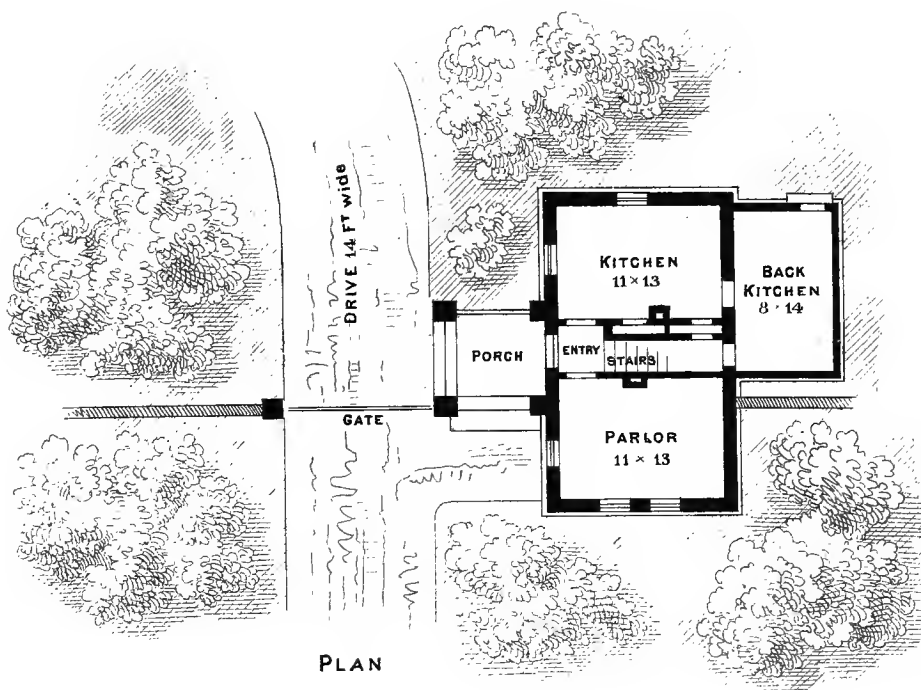 DRIVE 14 FT wide
KITCHEN
11 × 13
BACK
KITCHEN
8 · 14
PORCH
ENTRY
STAIRS
GATE
PARLOR
11 × 13
PLAN